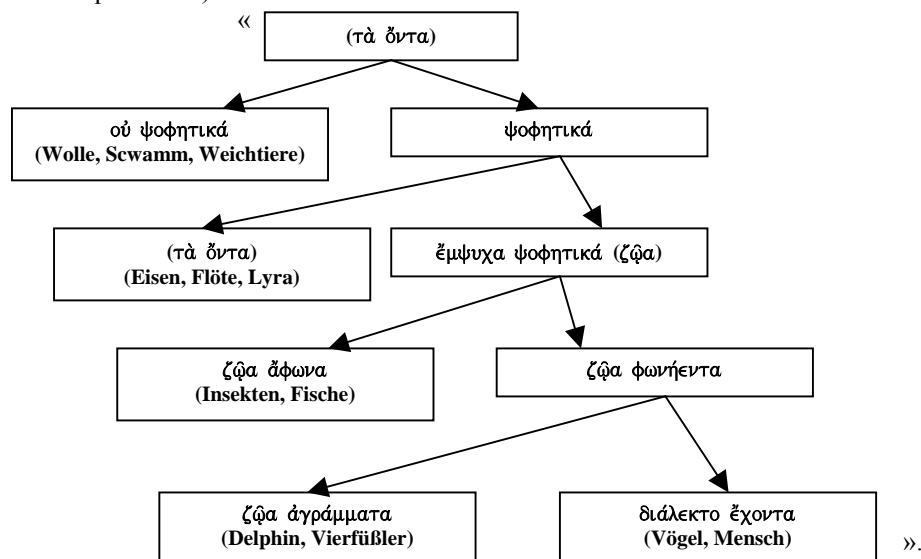 «
(τὰ ὄντα)
οὐ ψοφητικά
(Wolle, Scwamm, Weichtiere)
ψοφητικά
(τὰ ὄντα)
(Eisen, Flöte, Lyra)
ἔμψυχα ψοφητικά (ζῷα)
ζῷα ἄφωνα
(Insekten, Fische)
ζῷα φωνήεντα
ζῷα ἀγράμματα
(Delphin, Vierfüßler)
διάλεκτο ἔχοντα
(Vögel, Mensch)
».